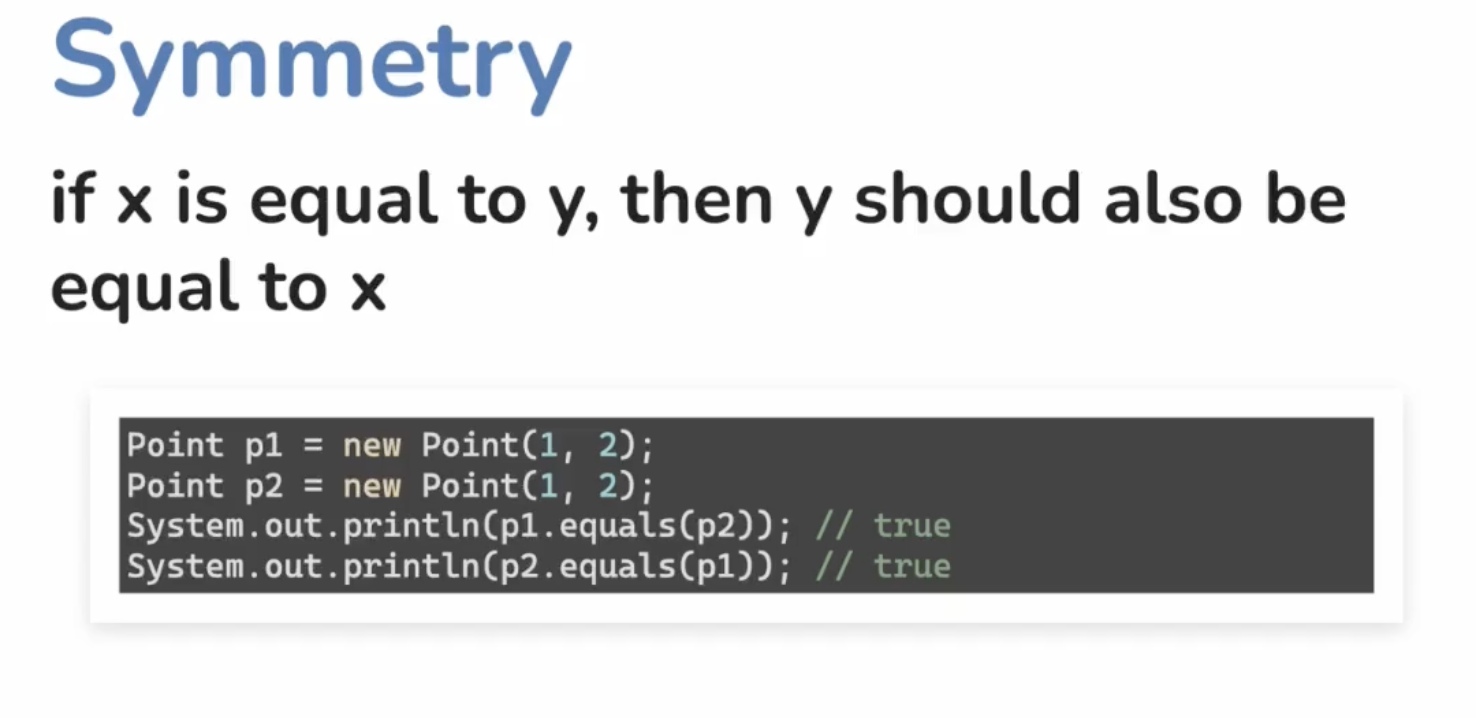 Symmetry
if x is equal to y, then y should also be
equal to x
Point p1 = new Point(1, 2);
Point p2 = new Point(1, 2);
System.out.println(p1.equals(p2)); // true
System.out.println(p2.equals(p1)); // true